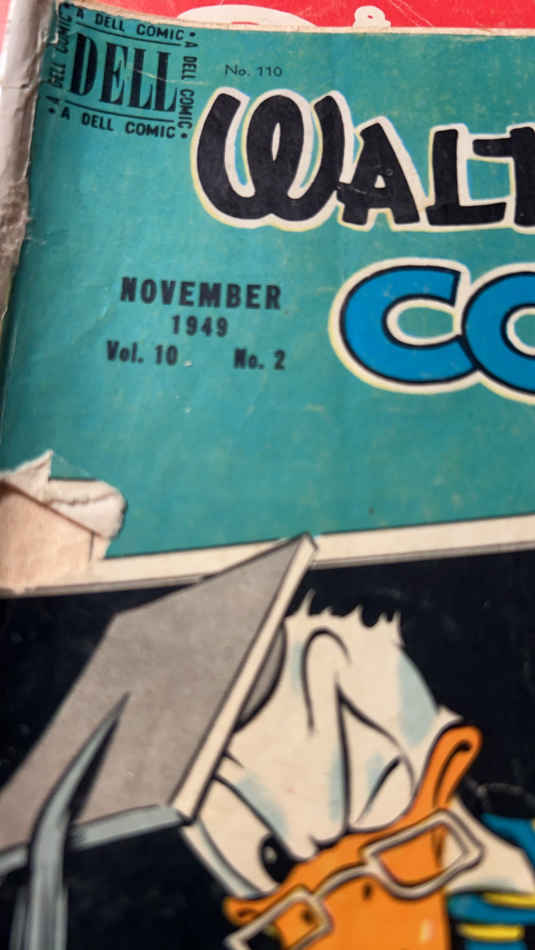 A DELL COMIC
A DELL COMIC
DELL
A DELL COMIC
A DELL COMIC
No. 110
WALT
CO
NOVEMBER
1949
Vol. 10 No. 2